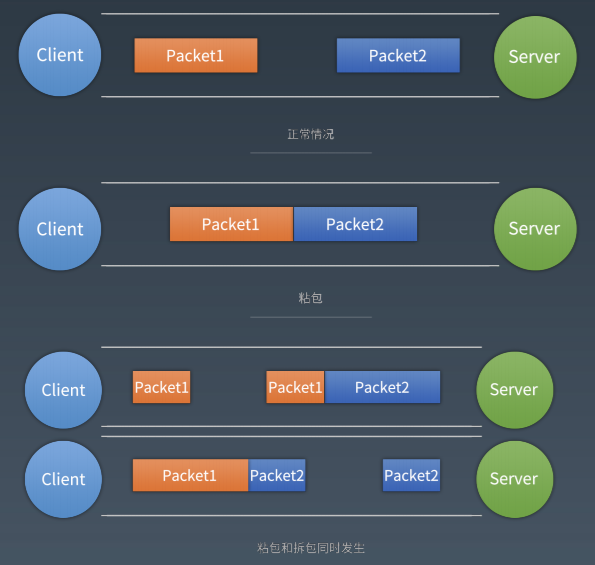 Client Packet1 Packet2 Server
正常情况
Client Packet1 Packet2 Server
粘包
Client Packet1 Packet1 Packet2 Server
Client Packet1 Packet2 Packet2 Server
粘包和拆包同时发生